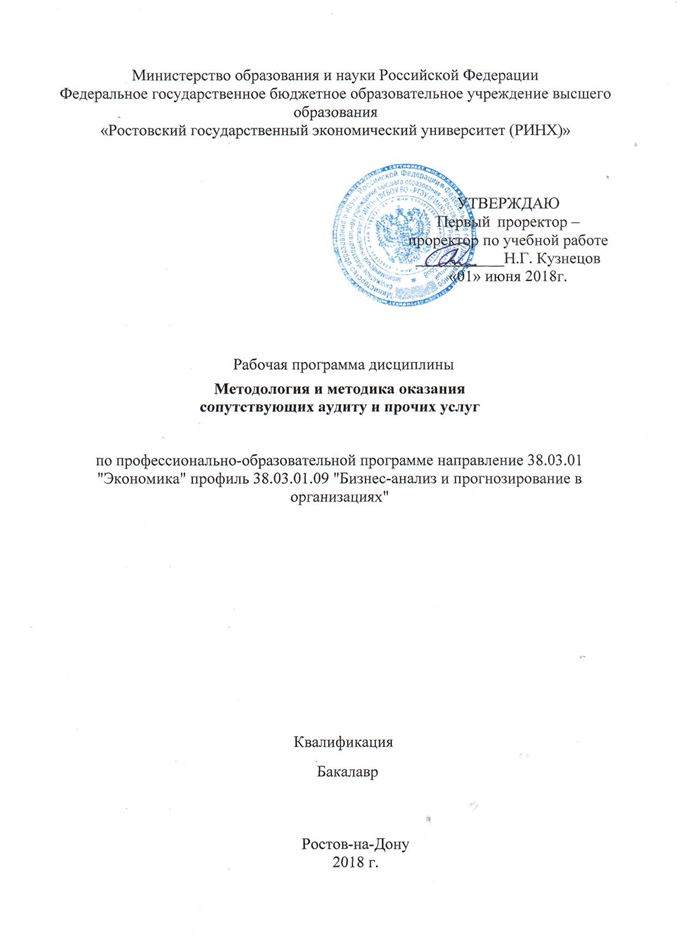 Министерство образования и науки Российской Федерации
Федеральное государственное бюджетное образовательное учреждение высшего
образования
«Ростовский государственный экономический университет (РИНХ)»
УТВЕРЖДАЮ
Первый проректор –
проректор по учебной работе
Н.Г. Кузнецов
«01» июня 2018г.
Рабочая программа дисциплины
Методология и методика оказания
сопутствующих аудиту и прочих услуг
по профессионально-образовательной программе направление 38.03.01
"Экономика" профиль 38.03.01.09 "Бизнес-анализ и прогнозирование в
организациях"
Квалификация
Бакалавр
Ростов-на-Дону
2018 г.